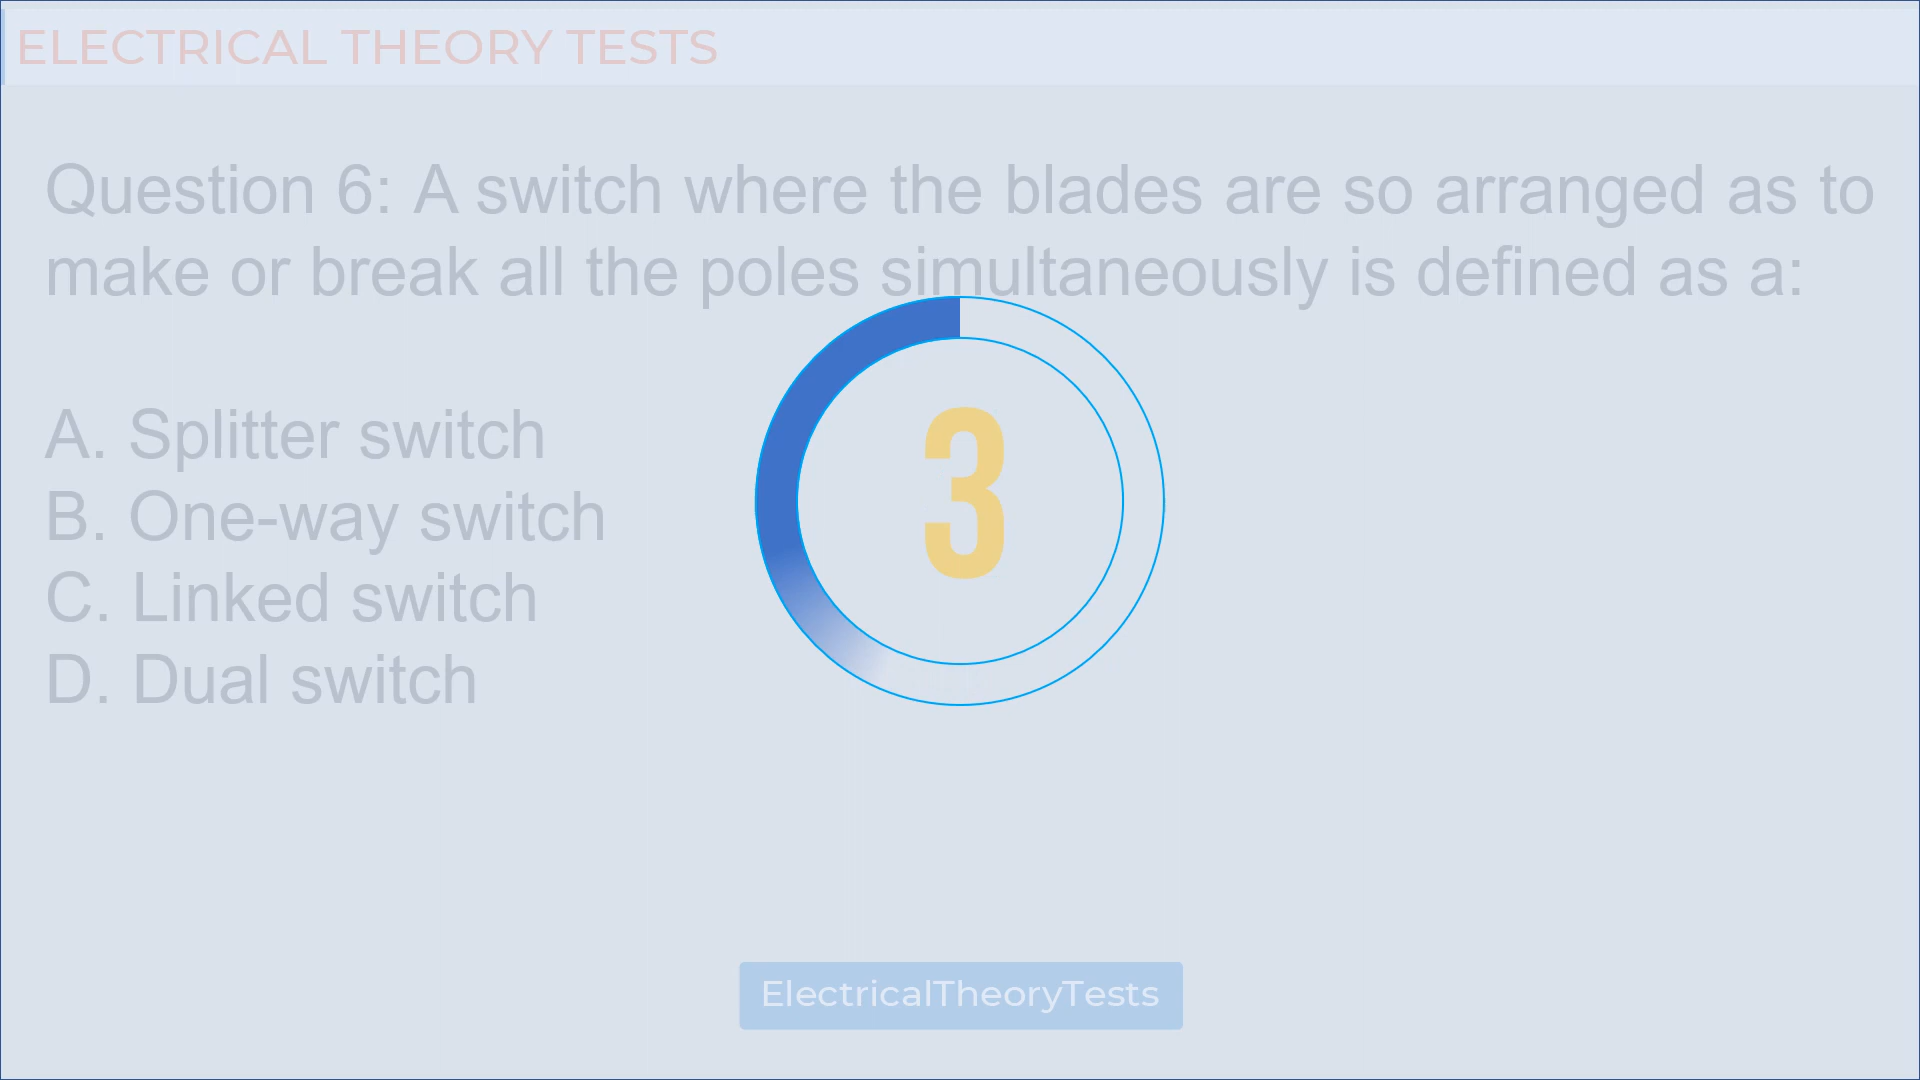 ELECTRICAL THEORY TESTS
Question 6: A switch where the blades are so arranged as to
make or break all the poles simultaneously is defined as a:
3
A. Splitter switch
B. One-way switch
C. Linked switch
D. Dual switch
ElectricalTheoryTests